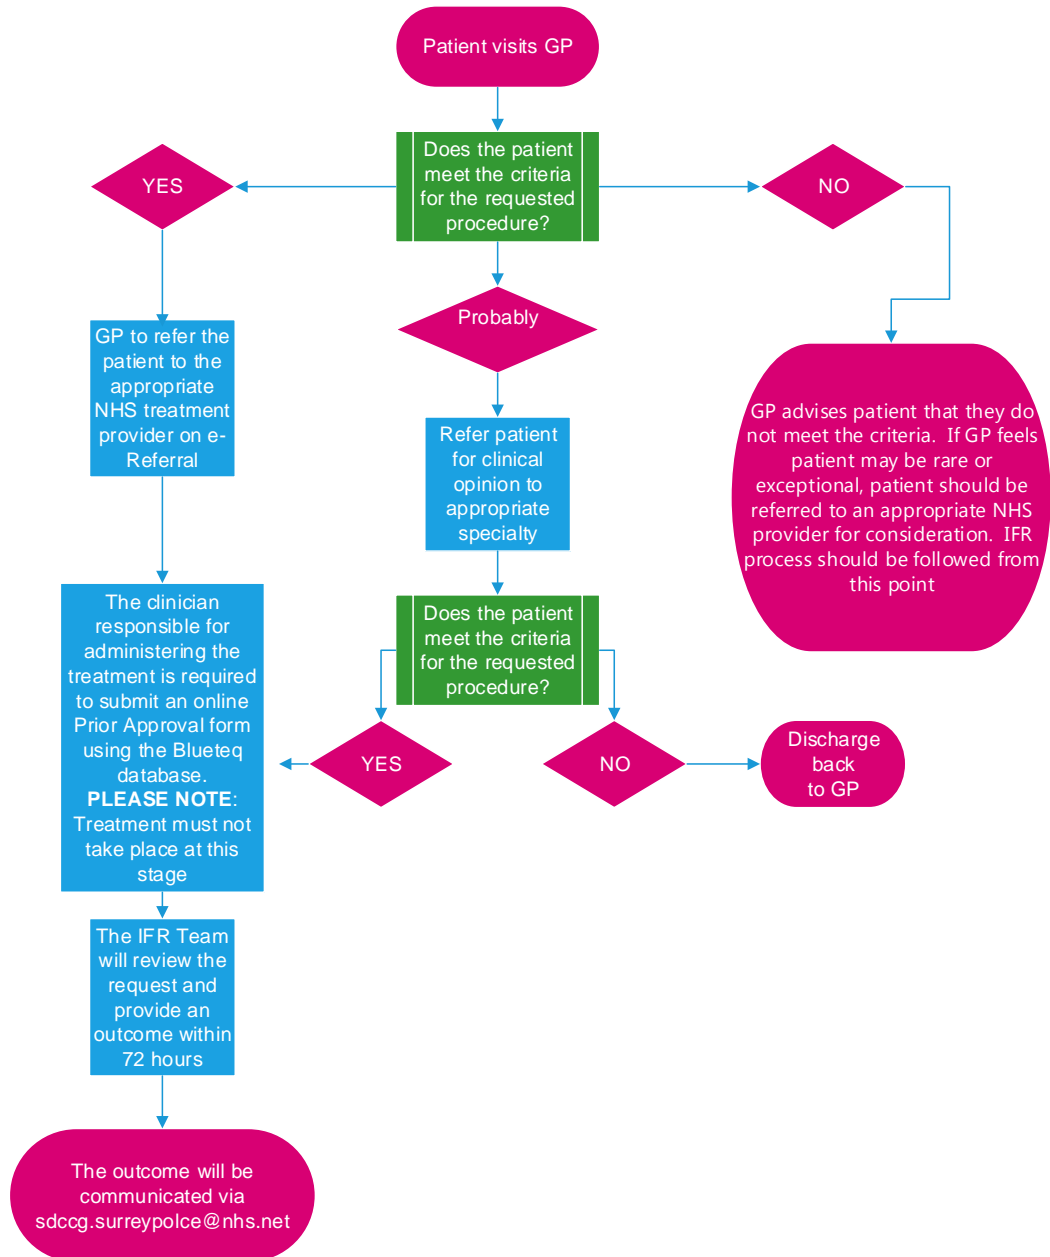 Patient visits GP
Does the patient
meet the criteria
for the requested
procedure?
YES
NO
Probably
GP to refer the
patient to the
appropriate
NHS treatment
provider on e-
Referral
Refer patient
for clinical
opinion to
appropriate
specialty
GP advises patient that they do
not meet the criteria.  If GP feels
patient may be rare or
exceptional, patient should be
referred to an appropriate NHS
provider for consideration.  IFR
process should be followed from
this point
The clinician
responsible for
administering the
treatment is required
to submit an online
Prior Approval form
using the Blueteq
database.
PLEASE NOTE:
Treatment must not
take place at this
stage
Does the patient
meet the criteria
for the requested
procedure?
YES
NO
Discharge
back
to GP
The IFR Team
will review the
request and
provide an
outcome within
72 hours
The outcome will be
communicated via
sdccg.surreypolce@nhs.net